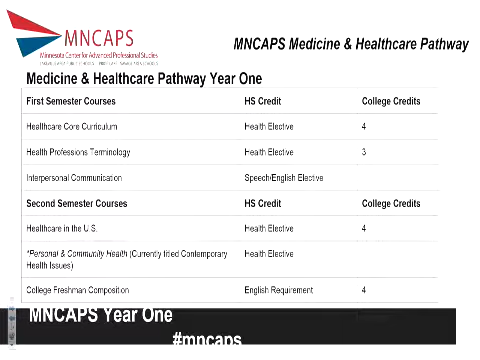 MNCAPS
Minnesota Center for Advanced Professional Studies
MNCAPS Medicine & Healthcare Pathway
Medicine & Healthcare Pathway Year One
First Semester Courses HS Credit College Credits
Healthcare Core Curriculum Health Elective 4
Health Professions Terminology Health Elective 3
Interpersonal Communication Speech/English Elective
Second Semester Courses HS Credit College Credits
Healthcare in the U.S. Health Elective 4
*Personal & Community Health (Currently titled Contemporary Health Elective
Health Issues)
College Freshman Composition English Requirement 4
MNCAPS Year One
#mncaps